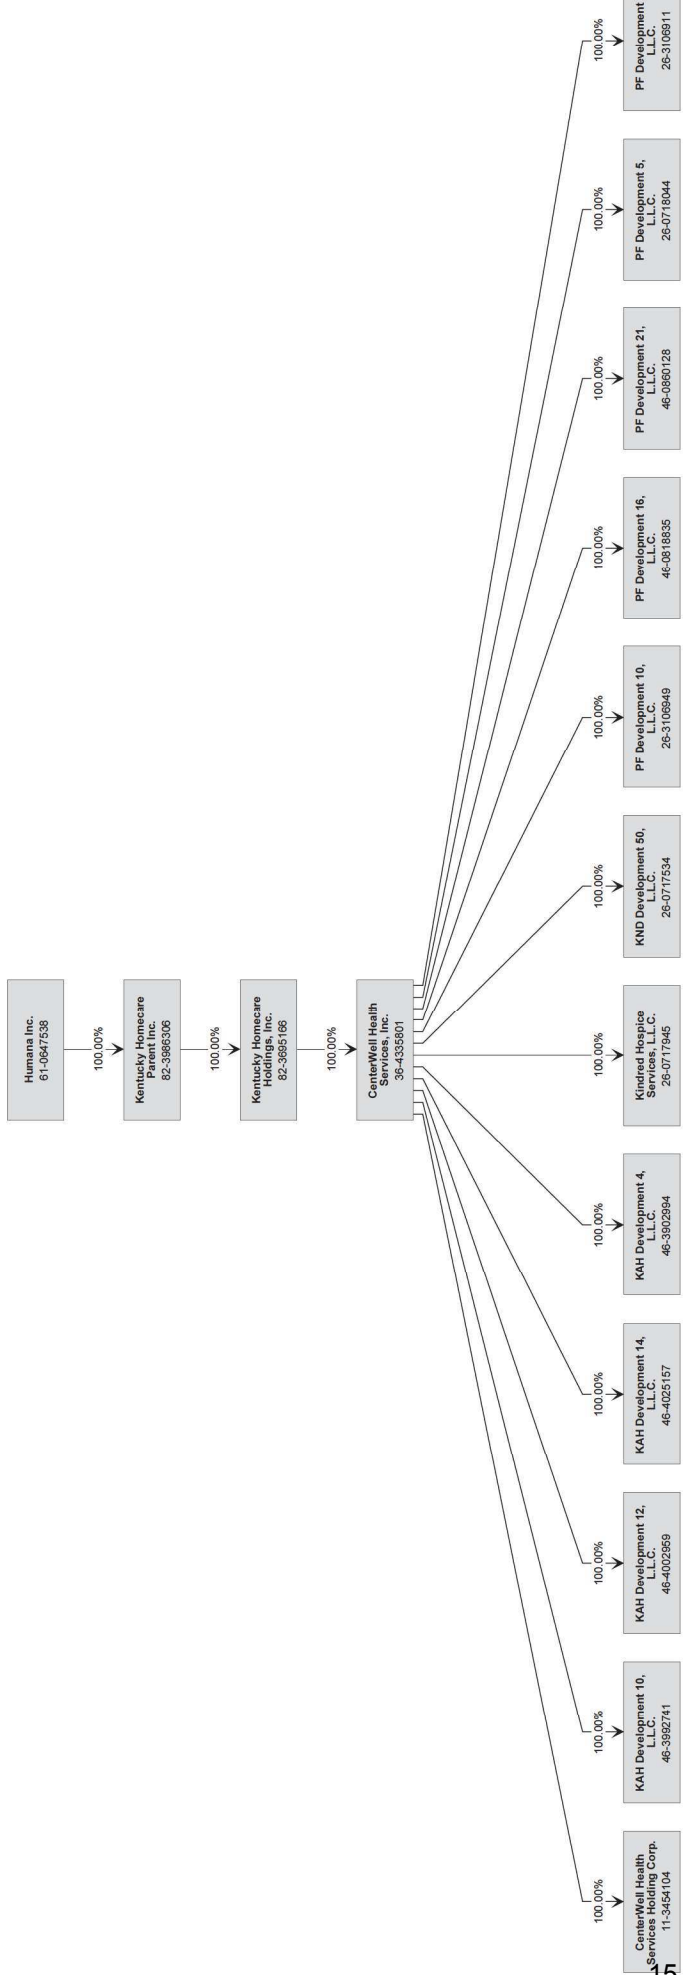 Humana Inc.
61-0647538
100.00%
Kentucky Homecare
Parent Inc.
82-3986306
100.00%
Kentucky Homecare
Holdings, Inc.
82-3695166
100.00%
CenterWell Health
Services, Inc.
36-4335801
100.00%
100.00%
100.00%
100.00%
100.00%
100.00%
100.00%
100.00%
100.00%
100.00%
100.00%
100.00%
CenterWell Health
Services Holding Corp.
11-3454104
KAH Development 10,
L.L.C.
46-3992741
KAH Development 12,
L.L.C.
46-4002959
KAH Development 14,
L.L.C.
46-4025157
KAH Development 4,
L.L.C.
46-3902994
Kindred Hospice
Services, L.L.C.
26-0717945
KND Development 50,
L.L.C.
26-0717534
PF Development 10,
L.L.C.
26-3106949
PF Development 16,
L.L.C.
46-0818835
PF Development 21,
L.L.C.
46-0860128
PF Development 5,
L.L.C.
26-0718044
PF Development
L.L.C.
26-3106911
15